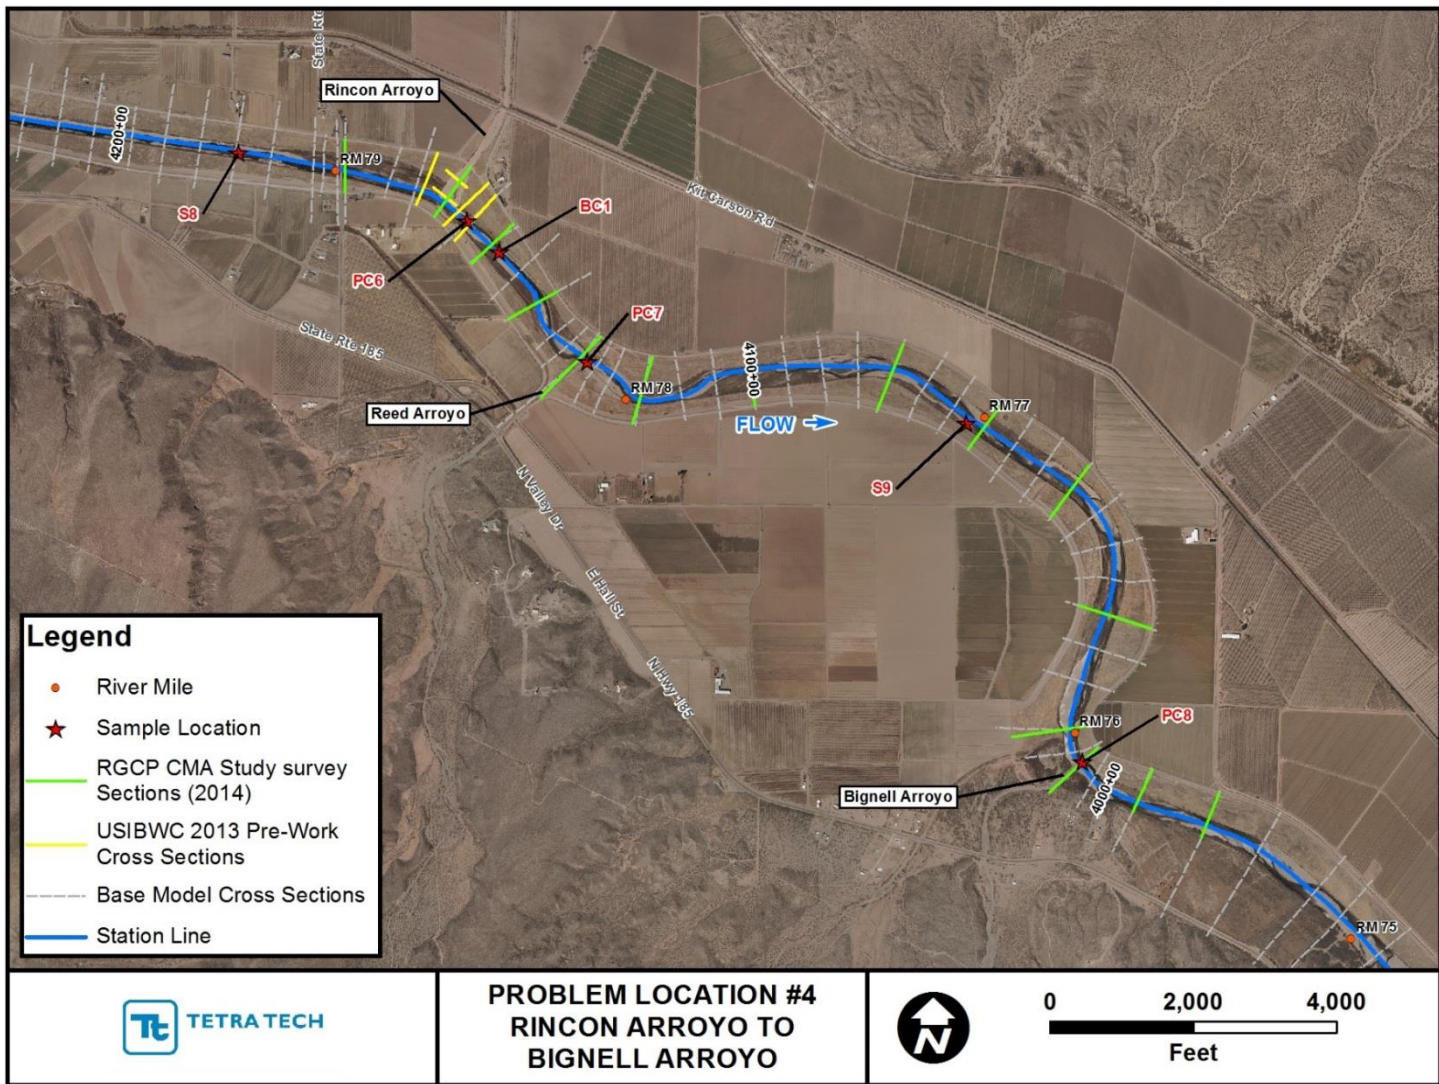 State Rte
Rincon Arroyo
4200+00
RM 79
S8
BC1
Kit Carson Rd
PC6
PC7
State Rte 185
4100+00
RM 78
RM 77
Reed Arroyo
FLOW
S9
N Valley Dr
E Hall St
N Hwy 185
RM 76
PC8
Bignell Arroyo
4000+00
RM 75
Legend
River Mile
Sample Location
RGCP CMA Study survey
Sections (2014)
USIBWC 2013 Pre-Work
Cross Sections
Base Model Cross Sections
Station Line
Tt TETRA TECH
PROBLEM LOCATION #4
RINCON ARROYO TO
BIGNELL ARROYO
N
0 2,000 4,000
Feet